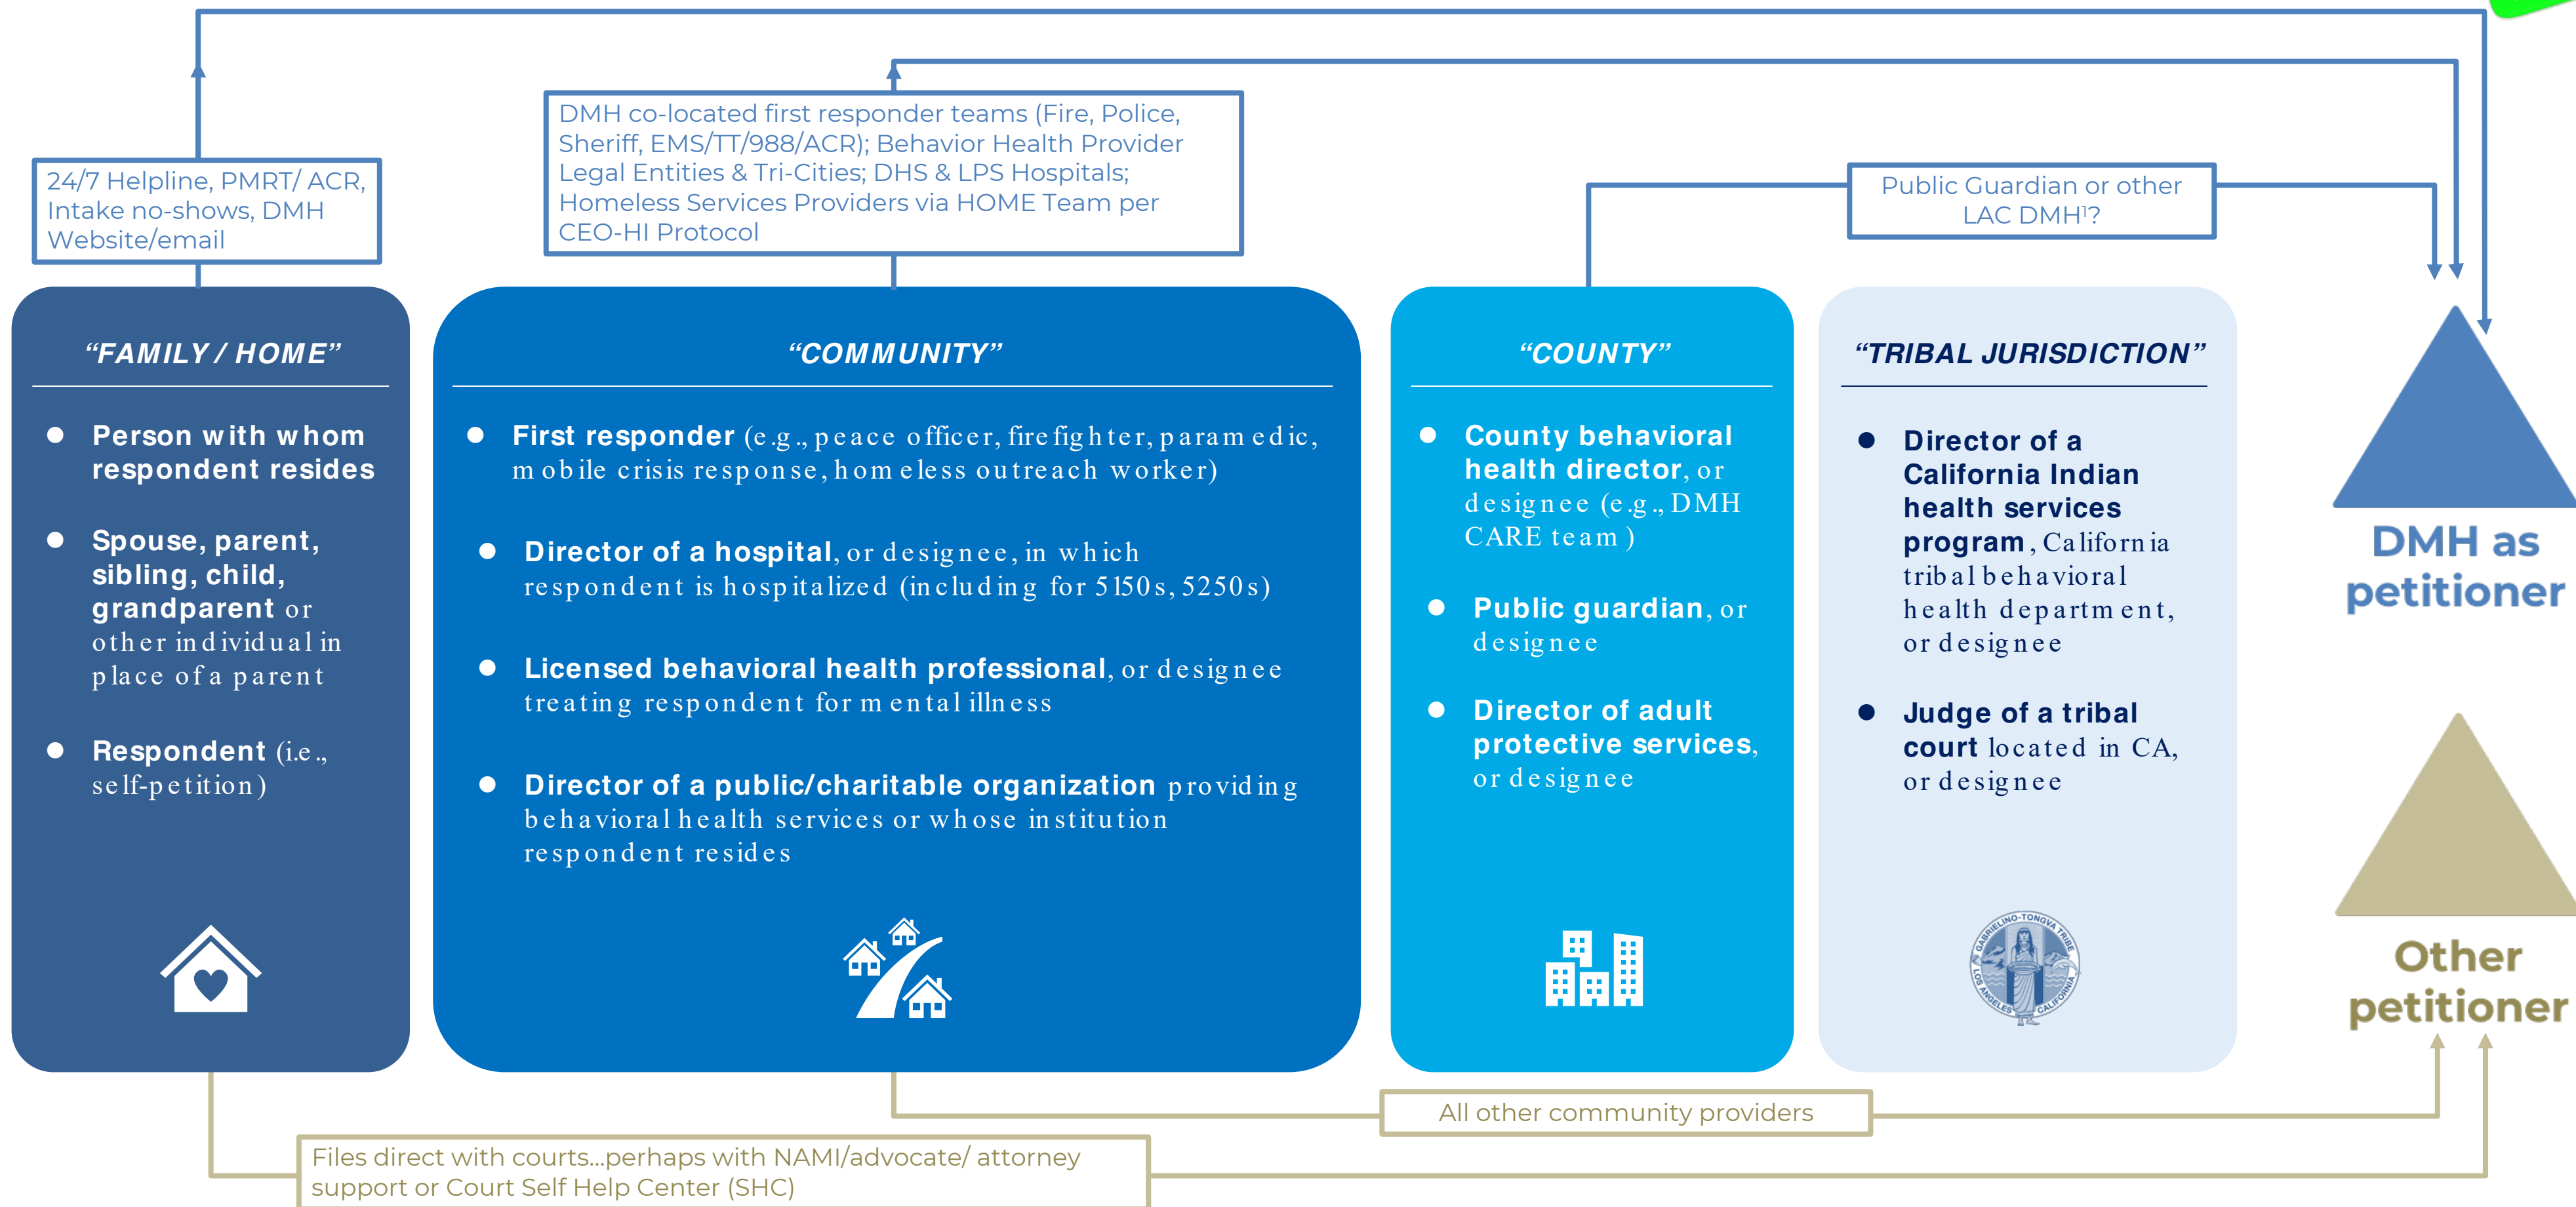 24/7 Helpline, PMRT/ ACR,
Intake no-shows, DMH
Website/email
DMH co-located first responder teams (Fire, Police,
Sheriff, EMS/TT/988/ACR); Behavior Health Provider
Legal Entities & Tri-Cities; DHS & LPS Hospitals;
Homeless Services Providers via HOME Team per
CEO-HI Protocol
Public Guardian or other
LAC DMH¹?
“FAMILY / HOME”
Person with whom
respondent resides
Spouse, parent,
sibling, child,
grandparent or
other individual in
place of a parent
Respondent (i.e.,
self-petition)
“COMMUNITY”
First responder (e.g., peace officer, firefighter, paramedic,
mobile crisis response, homeless outreach worker)
Director of a hospital, or designee, in which
respondent is hospitalized (including for 5150s, 5250s)
Licensed behavioral health professional, or designee
treating respondent for mental illness
Director of a public/charitable organization providing
behavioral health services or whose institution
respondent resides
“COUNTY”
County behavioral
health director, or
designee (e.g., DMH
CARE team)
Public guardian, or
designee
Director of adult
protective services,
or designee
“TRIBAL JURISDICTION”
Director of a
California Indian
health services
program, California
tribal behavioral
health department,
or designee
Judge of a tribal
court located in CA,
or designee
GABRIELINO-TONGVA TRIBE
LOS ANGELES CALIFORNIA
DMH as
petitioner
Other
petitioner
All other community providers
Files direct with courts...perhaps with NAMI/advocate/ attorney
support or Court Self Help Center (SHC)